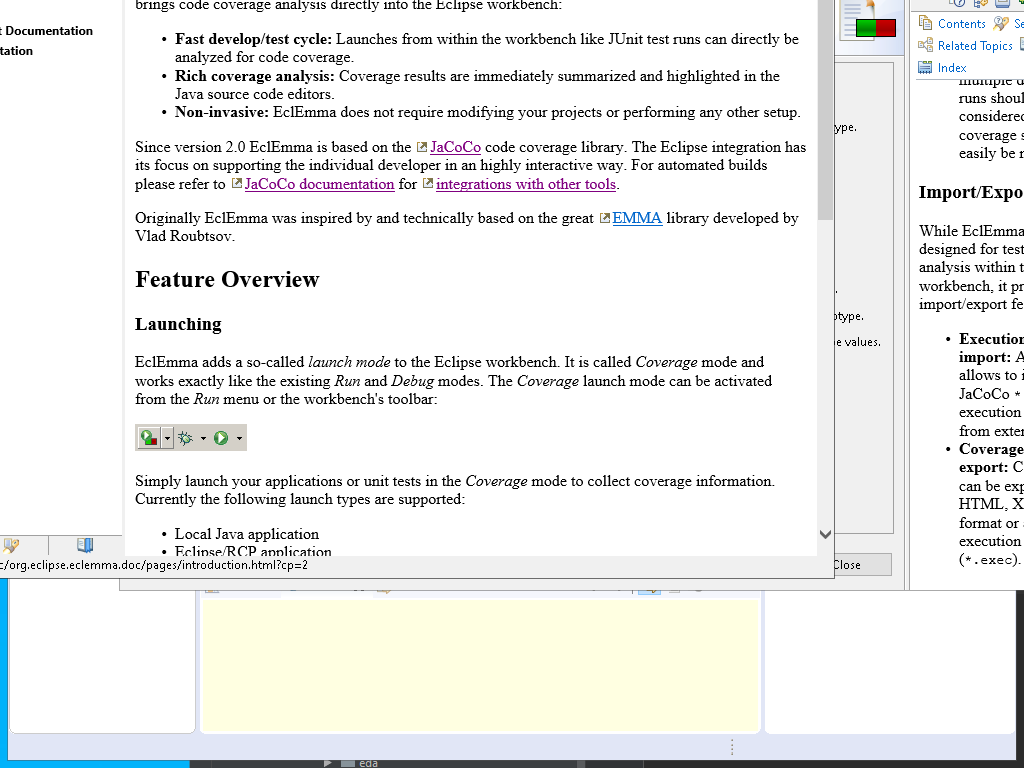 t Documentation
tation
brings code coverage analysis directly into the Eclipse workbench:
• Fast develop/test cycle: Launches from within the workbench like JUnit test runs can directly be
analyzed for code coverage.
• Rich coverage analysis: Coverage results are immediately summarized and highlighted in the
Java source code editors.
• Non-invasive: EclEmma does not require modifying your projects or performing any other setup.
Since version 2.0 EclEmma is based on the JaCoCo code coverage library. The Eclipse integration has
its focus on supporting the individual developer in an highly interactive way. For automated builds
please refer to JaCoCo documentation for integrations with other tools.
Originally EclEmma was inspired by and technically based on the great EMMA library developed by
Vlad Roubtsov.
Feature Overview
Launching
EclEmma adds a so-called launch mode to the Eclipse workbench. It is called Coverage mode and
works exactly like the existing Run and Debug modes. The Coverage launch mode can be activated
from the Run menu or the workbench's toolbar:
Simply launch your applications or unit tests in the Coverage mode to collect coverage information.
Currently the following launch types are supported:
• Local Java application
• Eclipse/RCP application
c/org.eclipse.eclemma.doc/pages/introduction.html?cp=2
ype.
otype.
e values.
Close
Contents
Se
Related Topics
Index
multiple d
runs shoul
considered
coverage s
easily be m
Import/Expo
While EclEmma
designed for test
analysis within t
workbench, it pr
import/export fe
• Execution
import: A
allows to i
JaCoCo *
execution
from exter
• Coverage
export: C
can be exp
HTML, X
format or
execution
(*.exec).
eda